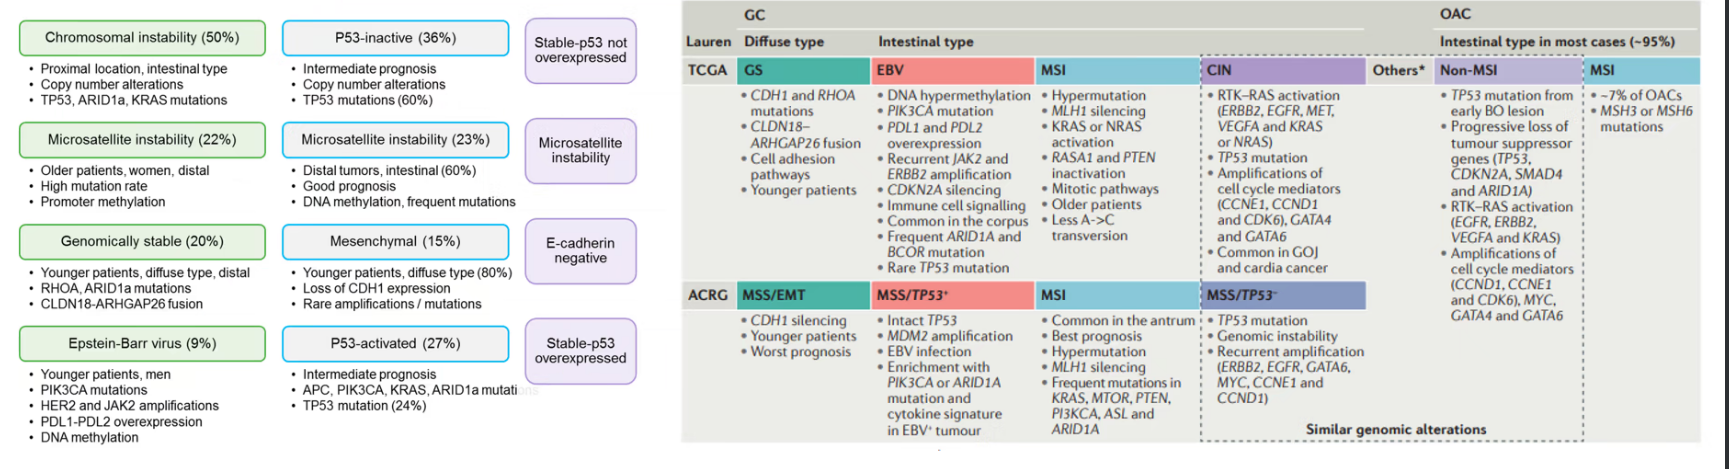 Chromosomal instability (50%)
• Proximal location, intestinal type
• Copy number alterations
• TP53, ARID1a, KRAS mutations
P53-inactive (36%)
• Intermediate prognosis
• Copy number alterations
• TP53 mutations (60%)
Stable-p53 not
overexpressed
Microsatellite instability (22%)
• Older patients, women, distal
• High mutation rate
• Promoter methylation
Microsatellite instability (23%)
• Distal tumors, intestinal (60%)
• Good prognosis
• DNA methylation, frequent mutations
Microsatellite
instability
Genomically stable (20%)
• Younger patients, diffuse type, distal
• RHOA, ARID1a mutations
• CLDN18-ARHGAP26 fusion
Mesenchymal (15%)
• Younger patients, diffuse type (80%)
• Loss of CDH1 expression
• Rare amplifications / mutations
E-cadherin
negative
Epstein-Barr virus (9%)
• Younger patients, men
• PIK3CA mutations
• HER2 and JAK2 amplifications
• PDL1-PDL2 overexpression
• DNA methylation
P53-activated (27%)
• Intermediate prognosis
• APC, PIK3CA, KRAS, ARID1a mutations
• TP53 mutation (24%)
Stable-p53
overexpressed
GC
OAC
Lauren
Diffuse type
Intestinal type
Intestinal type in most cases (~95%)
TCGA
GS
EBV
MSI
CIN
Others*
Non-MSI
MSI
• CDH1 and RHOA
mutations
• CLDN18–
ARHGAP26 fusion
• Cell adhesion
pathways
• Younger patients
• DNA hypermethylation
• PIK3CA mutation
• PDL1 and PDL2
overexpression
• Recurrent JAK2 and
ERBB2 amplification
• CDKN2A silencing
• Immune cell signalling
• Common in the corpus
• Frequent ARID1A and
BCOR mutation
• Rare TP53 mutation
• Hypermutation
• MLH1 silencing
• KRAS or NRAS
activation
• RASA1 and PTEN
inactivation
• Mitotic pathways
• Older patients
• Less A->C
transversion
• RTK–RAS activation
(ERBB2, EGFR, MET,
VEGFA and KRAS
or NRAS)
• TP53 mutation
• Amplifications of
cell cycle mediators
(CCNE1, CCND1
and CDK6), GATA4
and GATA6
• Common in GOJ
and cardia cancer
• TP53 mutation from
early BO lesion
• Progressive loss of
tumour suppressor
genes (TP53,
CDKN2A, SMAD4
and ARID1A)
• RTK–RAS activation
(EGFR, ERBB2,
VEGFA and KRAS)
• Amplifications of
cell cycle mediators
(CCND1, CCNE1
and CDK6), MYC,
GATA4 and GATA6
• ~7% of OACs
• MSH3 or MSH6
mutations
ACRG
MSS/EMT
MSS/TP53⁺
MSI
MSS/TP53⁻
• CDH1 silencing
• Younger patients
• Worst prognosis
• Intact TP53
• MDM2 amplification
• EBV infection
• Enrichment with
PIK3CA or ARID1A
mutation and
cytokine signature
in EBV⁺ tumour
• Common in the antrum
• Best prognosis
• Hypermutation
• MLH1 silencing
• Frequent mutations in
KRAS, MTOR, PTEN,
PI3KCA, ASL and
ARID1A
• TP53 mutation
• Genomic instability
• Recurrent amplification
(ERBB2, EGFR, GATA6,
MYC, CCNE1 and
CCND1)
Similar genomic alterations